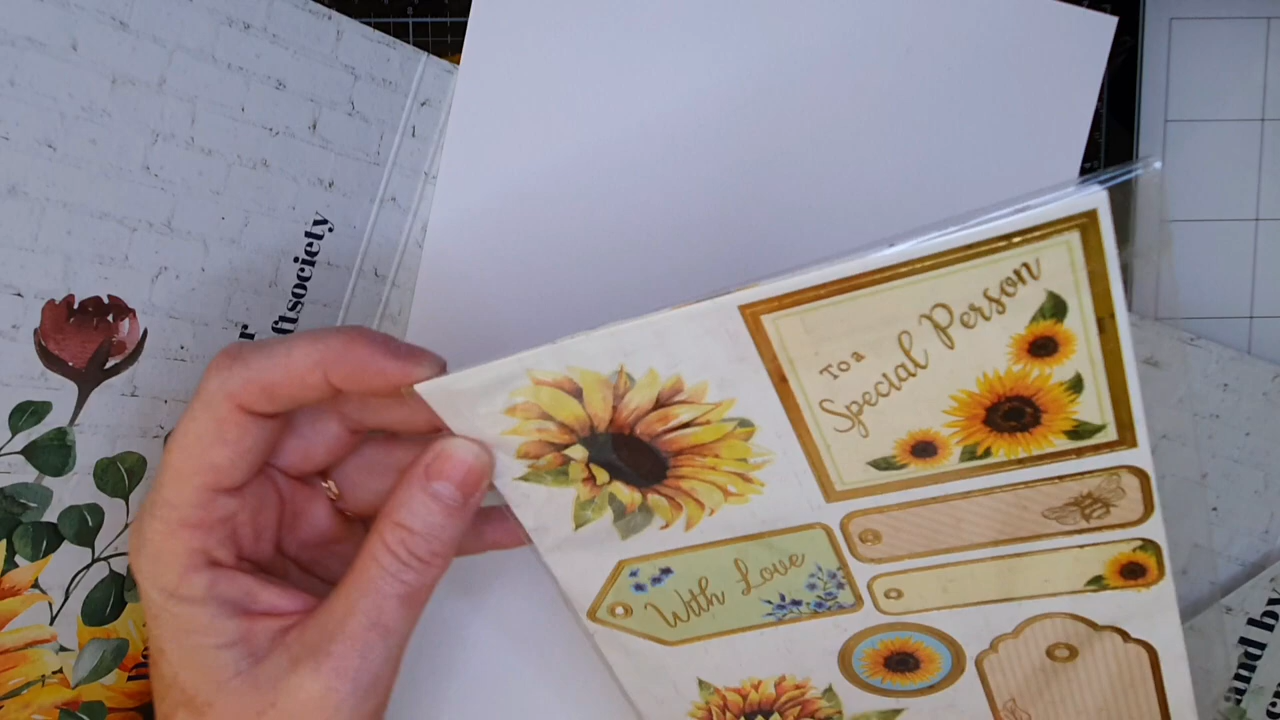 To a
Special Person
With Love
ftsociety
and by